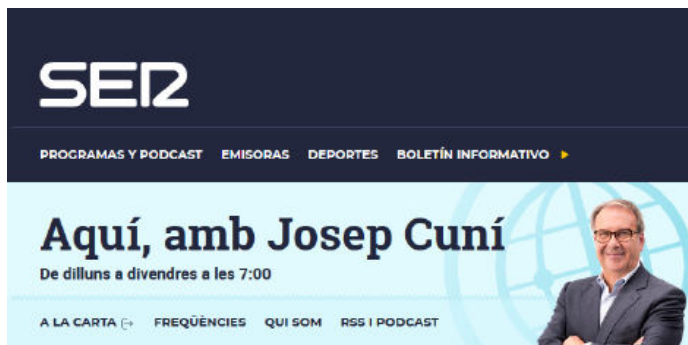 SER
PROGRAMAS Y PODCAST EMISORAS DEPORTES BOLETÍN INFORMATIVO
Aquí, amb Josep Cuní
De dilluns a divendres a les 7:00
A LA CARTA FREQÜÈNCIES QUI SOM RSS I PODCAST